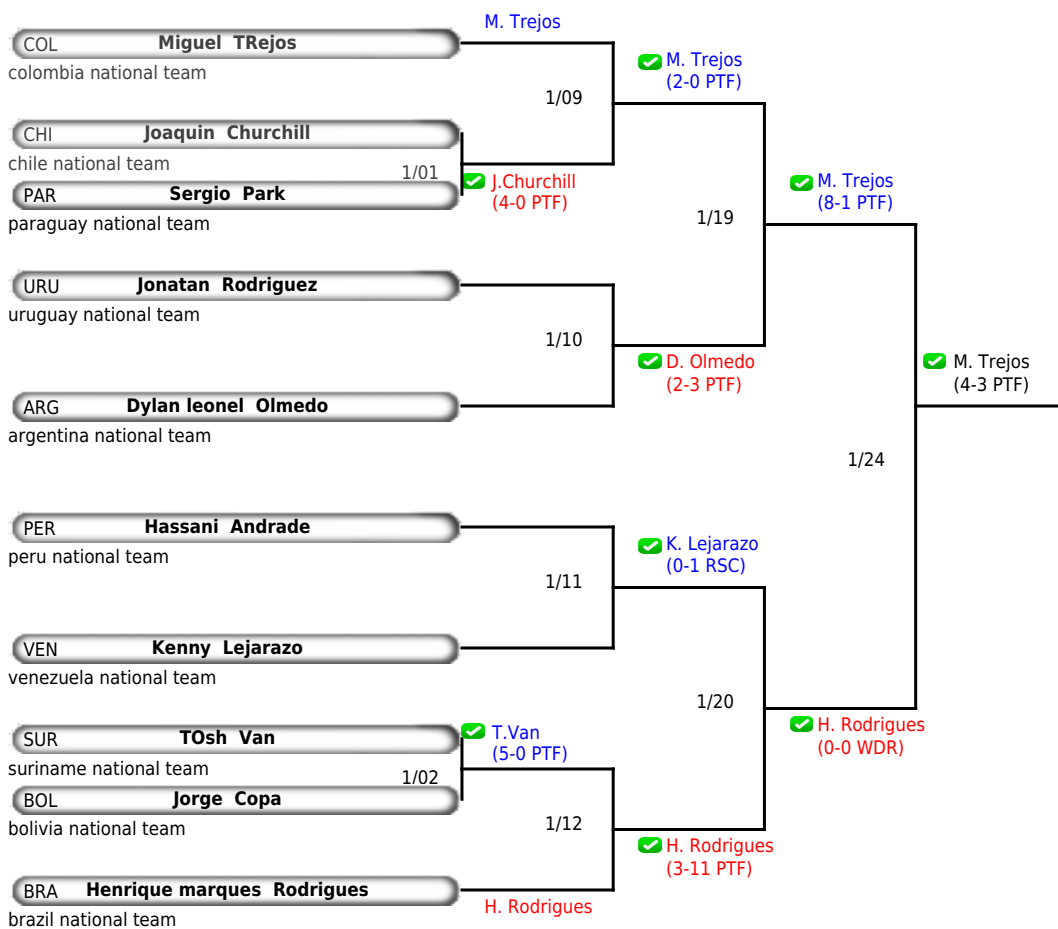 M. Trejos
COL Miguel TRejos
colombia national team
M. Trejos
(2-0 PTF)
1/09
CHI Joaquin Churchill
chile national team
1/01
J.Churchill
(4-0 PTF)
PAR Sergio Park
paraguay national team
M. Trejos
(8-1 PTF)
1/19
URU Jonatan Rodriguez
uruguay national team
1/10
D. Olmedo
(2-3 PTF)
M. Trejos
(4-3 PTF)
ARG Dylan leonel Olmedo
argentina national team
1/24
PER Hassani Andrade
peru national team
K. Lejarazo
(0-1 RSC)
1/11
VEN Kenny Lejarazo
venezuela national team
1/20
SUR TOsh Van
suriname national team
T.Van
(5-0 PTF)
H. Rodrigues
(0-0 WDR)
1/02
BOL Jorge Copa
bolivia national team
1/12
H. Rodrigues
(3-11 PTF)
BRA Henrique marques Rodrigues
brazil national team
H. Rodrigues